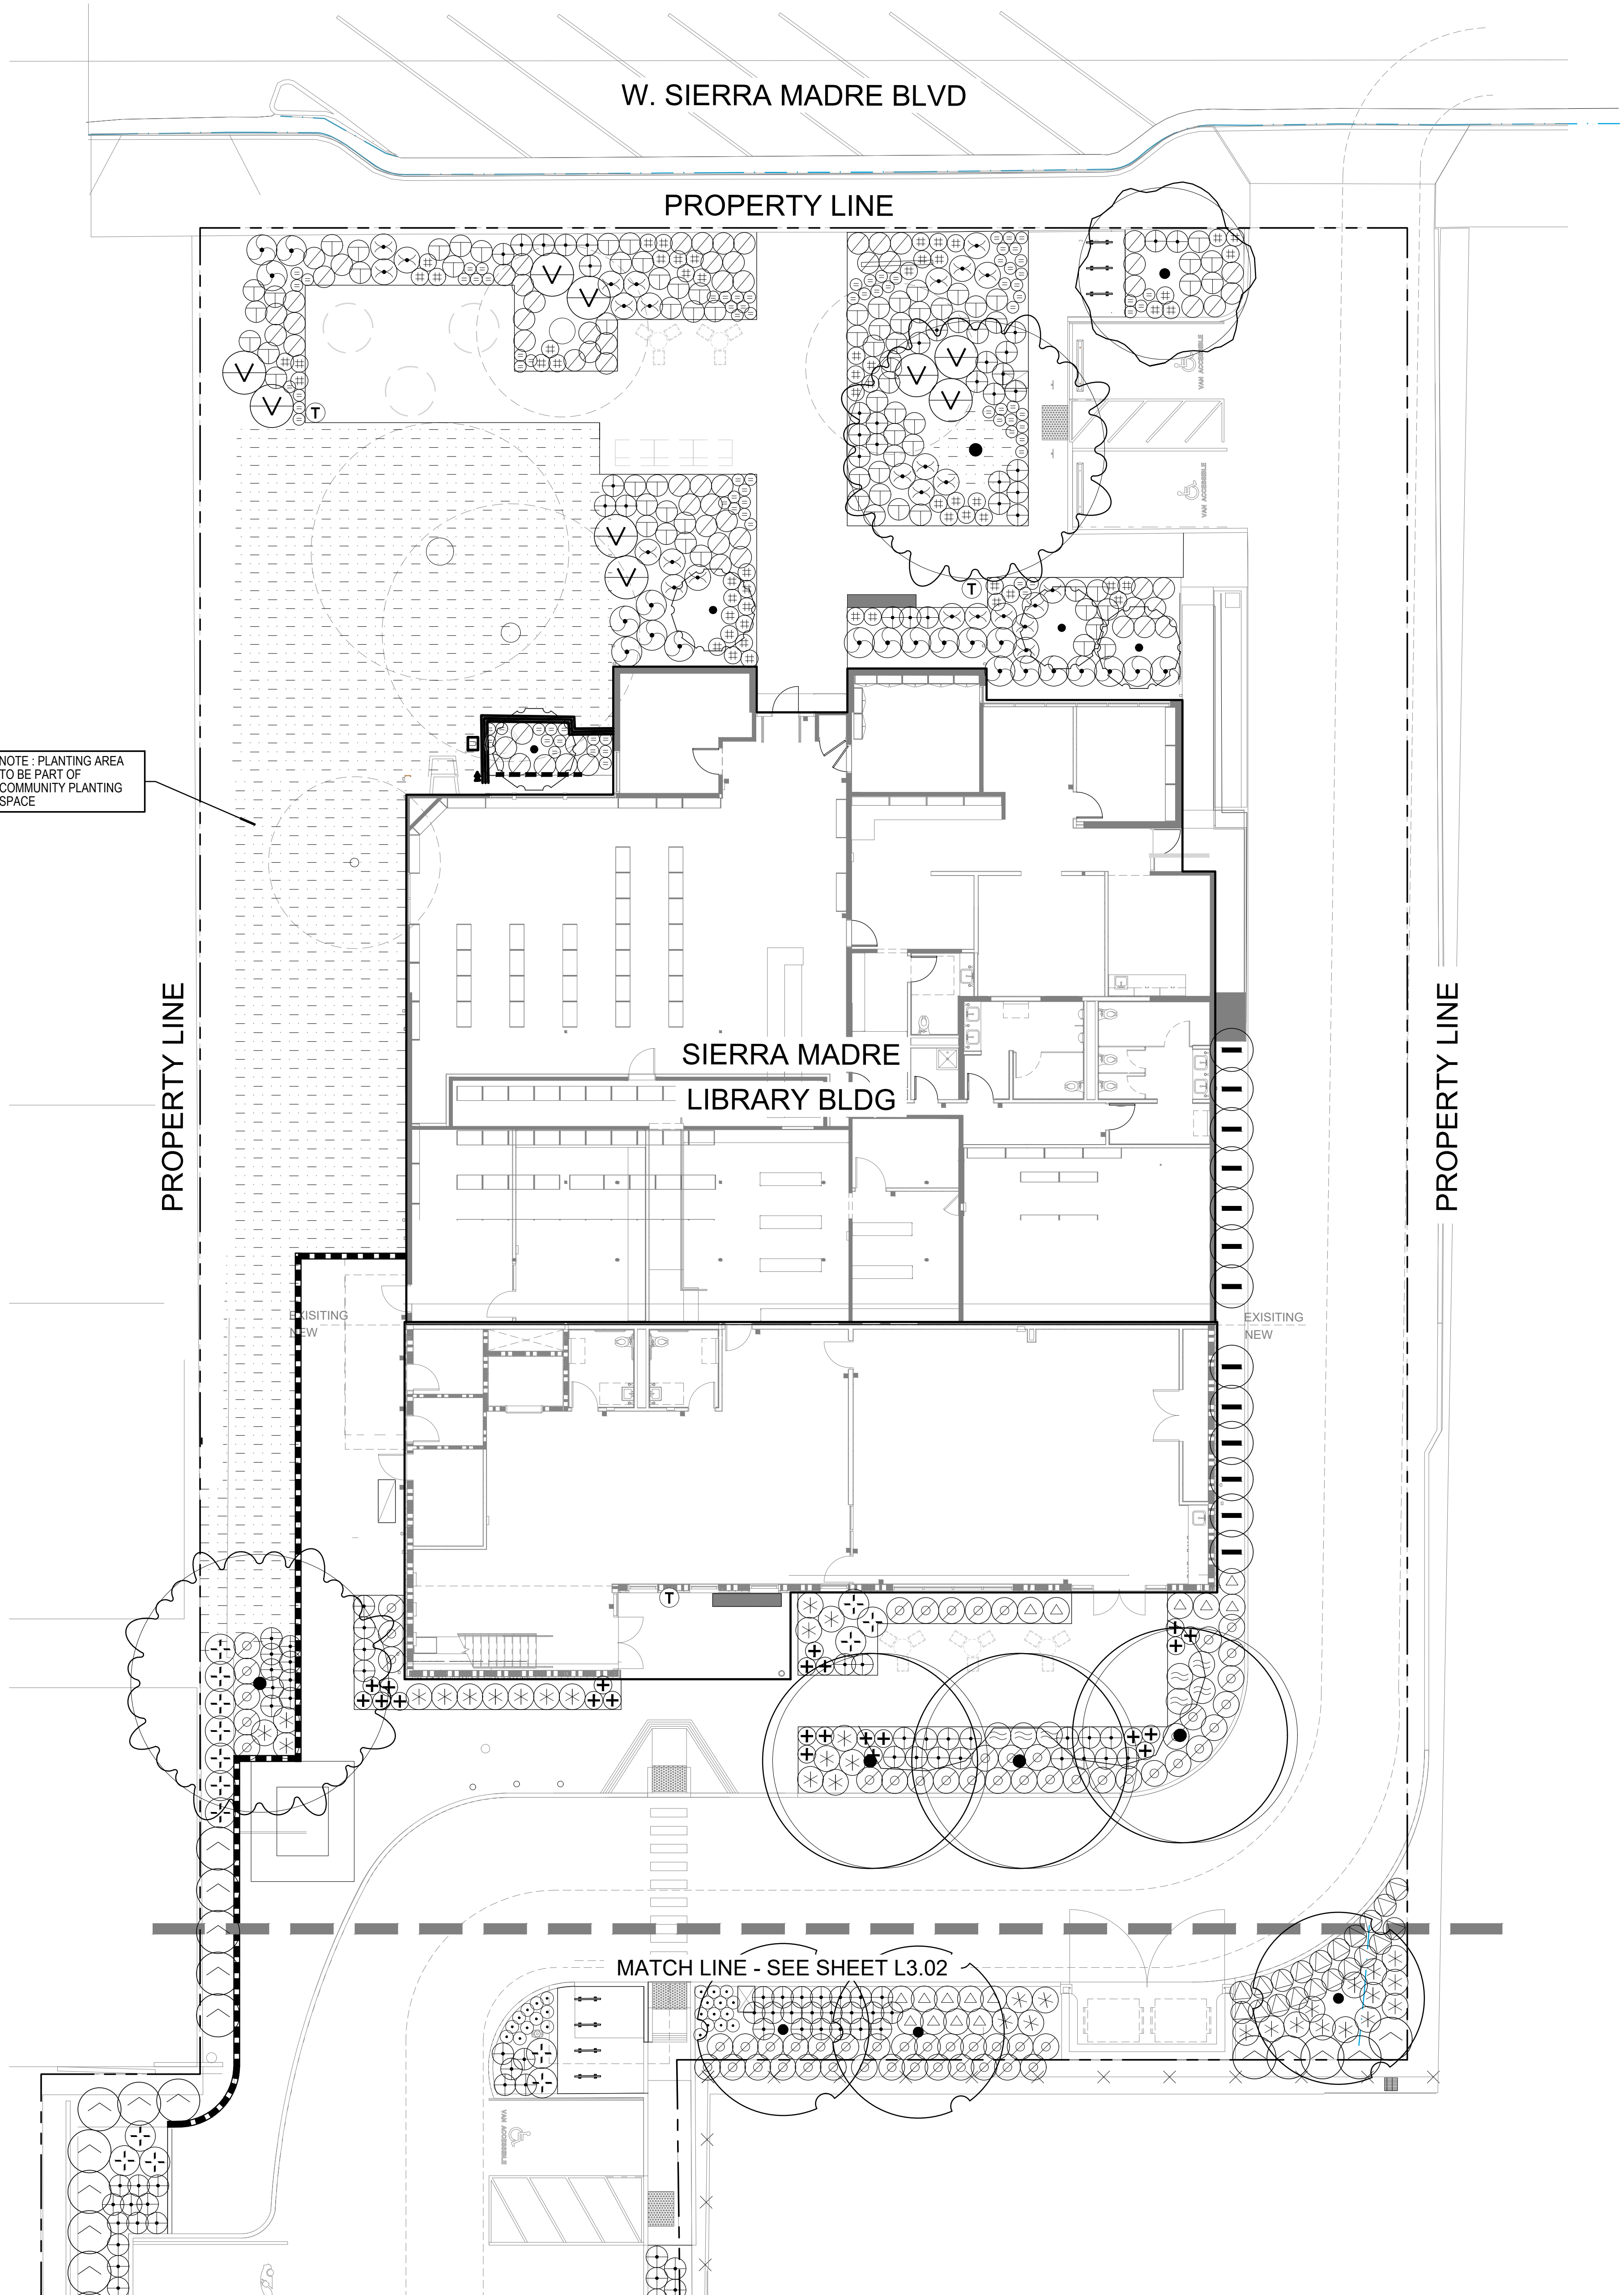 W. SIERRA MADRE BLVD
PROPERTY LINE
VAN ACCESSIBLE
T
VAN ACCESSIBLE
T
NOTE : PLANTING AREA
TO BE PART OF
COMMUNITY PLANTING
SPACE
PROPERTY LINE
PROPERTY LINE
SIERRA MADRE
LIBRARY BLDG
EXISITING
NEW
EXISITING
NEW
T
MATCH LINE - SEE SHEET L3.02
VAN ACCESSIBLE